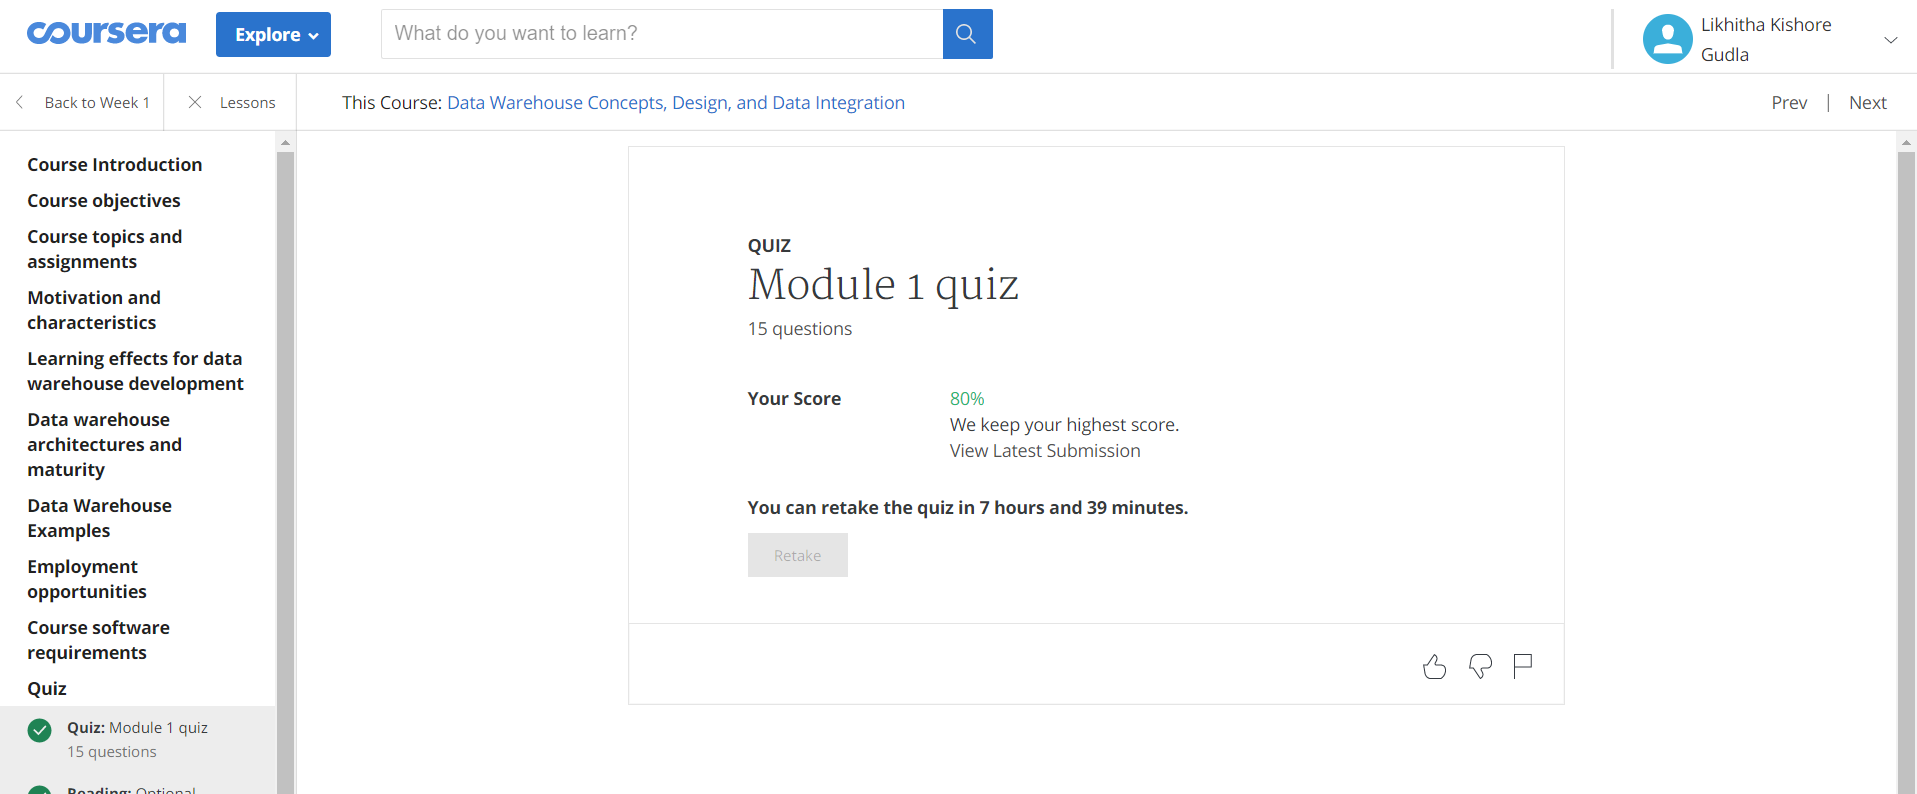 coursera
Explore
What do you want to learn?
Likhitha Kishore
Gudla
Back to Week 1
Lessons
This Course: Data Warehouse Concepts, Design, and Data Integration
Prev | Next
Course Introduction
Course objectives
Course topics and
assignments
Motivation and
characteristics
Learning effects for data
warehouse development
Data warehouse
architectures and
maturity
Data Warehouse
Examples
Employment
opportunities
Course software
requirements
Quiz
Quiz: Module 1 quiz
15 questions
Reading: Optional
QUIZ
Module 1 quiz
15 questions
Your Score
80%
We keep your highest score.
View Latest Submission
You can retake the quiz in 7 hours and 39 minutes.
Retake